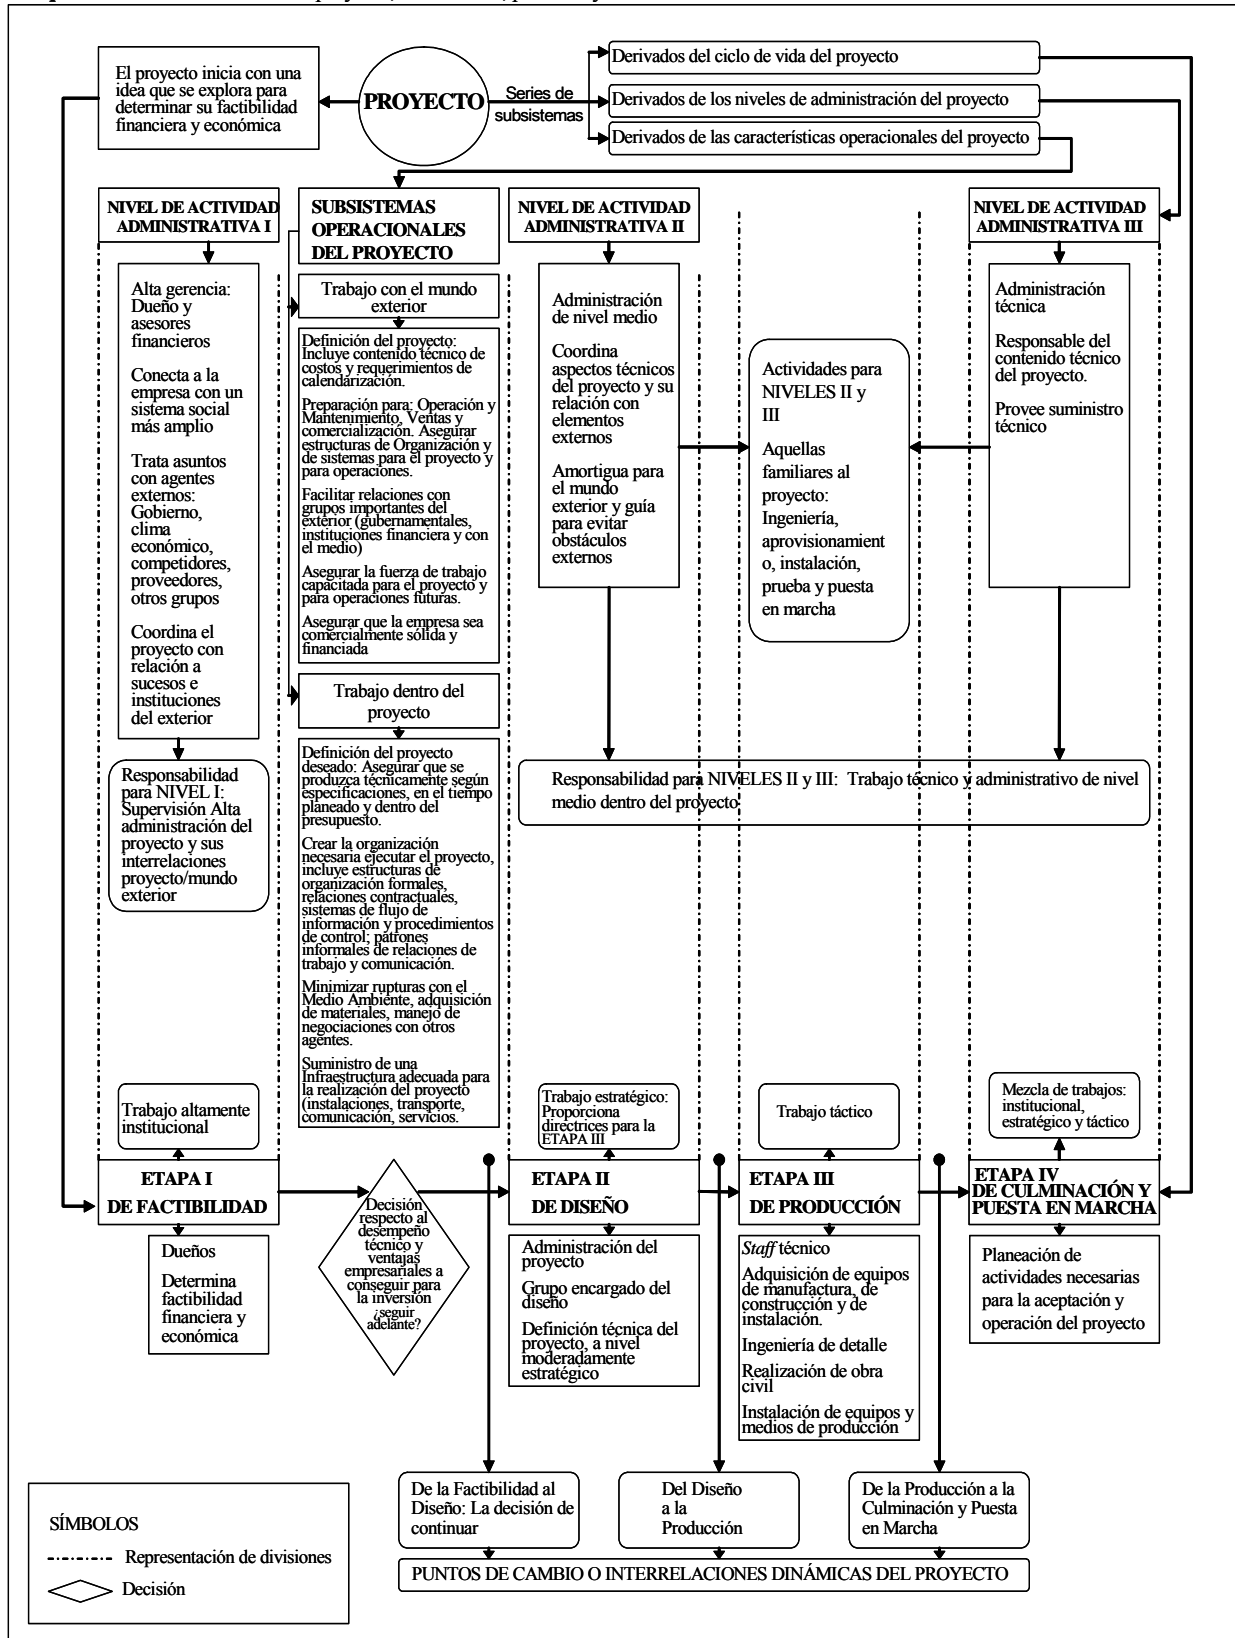 El proyecto inicia con una
idea que se explora para
determinar su factibilidad
financiera y económica
PROYECTO
Series de
subsistemas
Derivados del ciclo de vida del proyecto
Derivados de los niveles de administración del proyecto
Derivados de las característicias operacionales del proyecto
NIVEL DE ACTIVIDAD
ADMINISTRATIVA I
SUBSISTEMAS
OPERACIONALES
DEL PROYECTO
NIVEL DE ACTIVIDAD
ADMINISTRATIVA II
NIVEL DE ACTIVIDAD
ADMINISTRATIVA III
Alta gerencia:
Dueño y
asesores
financieros
Conecta a la
empresa con un
sistema social
más amplio
Trata asuntos
con agentes
externos:
Gobierno,
clima
económico,
competidores,
proveedores,
otros grupos
Coordina el
proyecto con
relación a
sucesos e
instituciones
del exterior
Responsabilidad
para NIVEL I:
Supervisión Alta
administración del
proyecto y sus
interrelaciones
proyecto/mundo
exterior
Trabajo con el mundo
exterior
Definición del proyecto:
Incluye contenido técnico de
costos y requerimientos de
calendarización.
Preparación para: Operación y
Mantenimiento, Ventas y
comercialización. Asegurar
estructuras de Organización y
de sistemas para el proyecto y
para operaciones.
Facilitar relaciones con
grupos importantes del
exterior (gubernamentales,
instituciones financiera y con
el medio)
Asegurar la fuerza de trabajo
capacitada para el proyecto y
para operaciones futuras.
Asegurar que la empresa sea
comercialmente sólida y
financiada
Trabajo dentro del
proyecto
Definición del proyecto
deseado: Asegurar que se
produzca técnicamente según
especificaciones, en el tiempo
planeado y dentro del
presupuesto.
Crear la organización
necesaria ejecutar el proyecto,
incluye estructuras de
organización formales,
relaciones contractuales,
sistemas de flujo de
información y procedimientos
de control; patrones
informales de relaciones de
trabajo y comunicación.
Minimizar rupturas con el
Medio Ambiente, adquisición
de materiales, manejo de
negociaciones con otros
agentes.
Suministro de una
Infraestructura adecuada para
la realización del proyecto
(instalaciones, transporte,
comunicación, servicios.
Administración
de nivel medio
Coordina
aspectos técnicos
del proyecto y su
relación con
elementos
externos
Amortigua para
el mundo
exterior y guía
para evitar
obstáculos
externos
Actividades para
NIVELES II y
III
Aquellas
familiares al
proyecto:
Ingeniería,
aprovisionamient
o, instalación,
prueba y puesta
en marcha
Administración
técnica
Responsable del
contenido técnico
del proyecto.
Provee suministro
técnico
Responsabilidad para NIVELES II y III: Trabajo técnico y administrativo de nivel
medio dentro del proyecto
Trabajo altamente
institucional
Trabajo estratégico:
Proporciona
directrices para la
ETAPA III
Trabajo táctico
Mezcla de trabajos:
institucional,
estratégico y táctico
ETAPA I
DE FACTIBILIDAD
Decisión
respecto al
desempeño
técnico y
ventajas
empresariales a
conseguir para
la inversión
¿seguir
adelante?
ETAPA II
DE DISEÑO
ETAPA III
DE PRODUCCIÓN
ETAPA IV
DE CULMINACIÓN Y
PUESTA EN MARCHA
Dueños
Determina
factibilidad
financiera y
económica
Administración del
proyecto
Grupo encargado del
diseño
Definición técnica del
proyecto, a nivel
moderadamente
estratégico
Staff técnico
Adquisición de equipos
de manufactura, de
construcción y de
instalación.
Ingeniería de detalle
Realización de obra
civil
Instalación de equipos y
medios de producción
Planeación de
actividades necesarias
para la aceptación y
operación del proyecto
De la Factibilidad al
Diseño: La decisión de
continuar
Del Diseño
a la
Producción
De la Producción a la
Culminación y Puesta
en Marcha
PUNTOS DE CAMBIO O INTERRELACIONES DINÁMICAS DEL PROYECTO
SÍMBOLOS
Representación de divisiones
Decisión